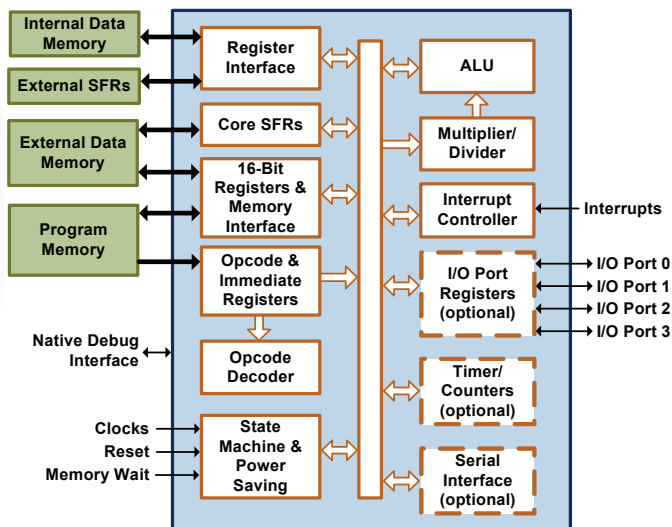 Internal Data
Memory
External SFRs
External Data
Memory
Program
Memory
Native Debug
Interface
Clocks
Reset
Memory Wait
Register
Interface
Core SFRs
16-Bit
Registers &
Memory
Interface
Opcode &
Immediate
Registers
Opcode
Decoder
State
Machine &
Power
Saving
ALU
Multiplier/
Divider
Interrupt
Controller
I/O Port
Registers
(optional)
Timer/
Counters
(optional)
Serial
Interface
(optional)
Interrupts
I/O Port 0
I/O Port 1
I/O Port 2
I/O Port 3